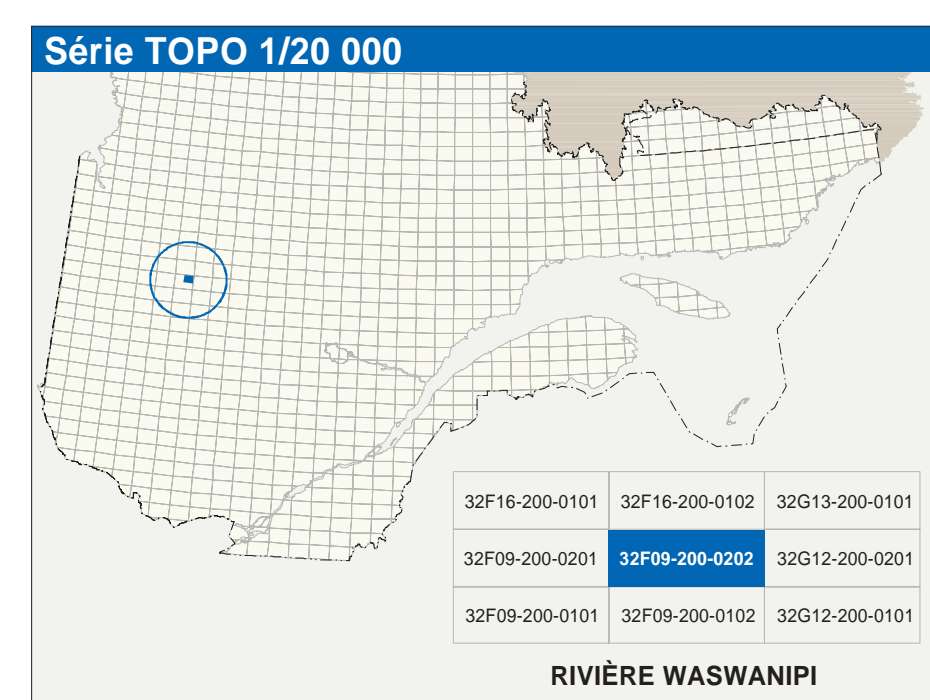 Série TOPO 1/20 000
32F16-200-0101 32F16-200-0102 32G13-200-0101
32F09-200-0201 32F09-200-0202 32G12-200-0201
32F09-200-0101 32F09-200-0102 32G12-200-0101
RIVIÈRE WASWANIPI